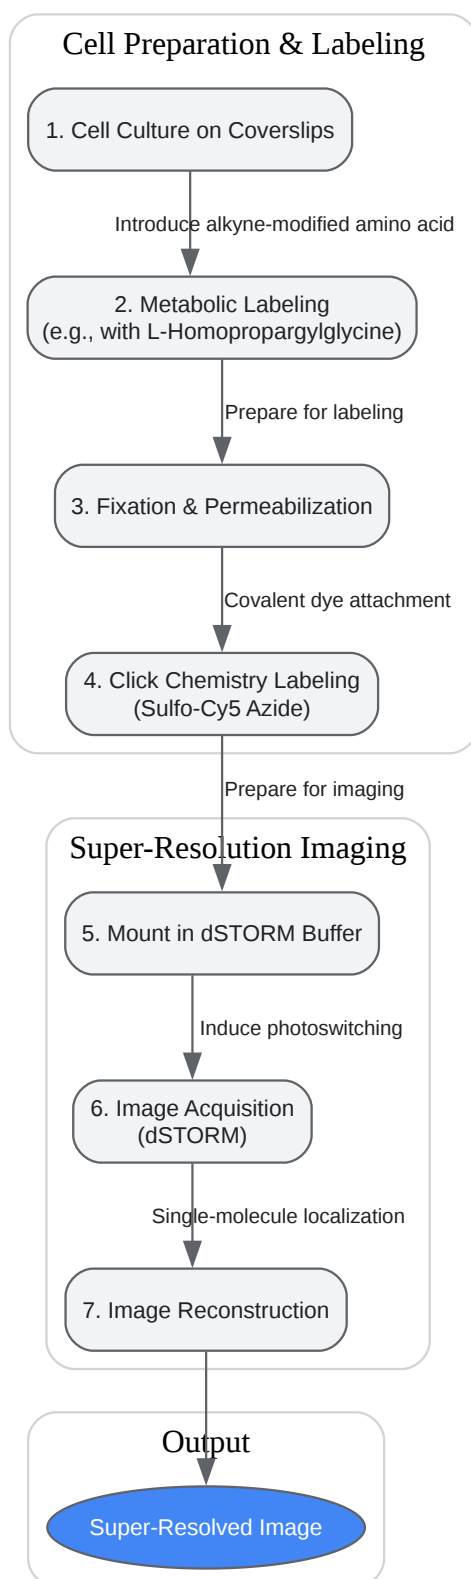 Cell Preparation & Labeling
1. Cell Culture on Coverslips
Introduce alkyne-modified amino acid
2. Metabolic Labeling
(e.g., with L-Homopropargylglycine)
Prepare for labeling
3. Fixation & Permeabilization
Covalent dye attachment
4. Click Chemistry Labeling
(Sulfo-Cy5 Azide)
Prepare for imaging
Super-Resolution Imaging
5. Mount in dSTORM Buffer
Induce photoswitching
6. Image Acquisition
(dSTORM)
Single-molecule localization
7. Image Reconstruction
Output
Super-Resolved Image